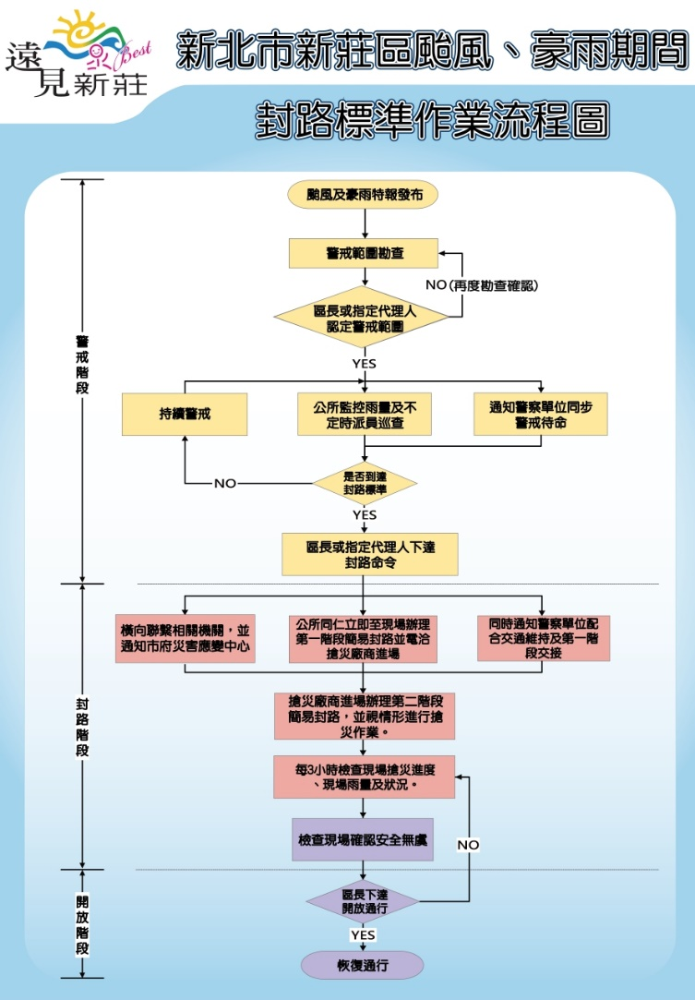 遠見新莊
Best
新北市新莊區颱風、豪雨期間
封路標準作業流程圖
警戒階段
颱風及豪雨特報發布
警戒範圍勘查
NO(再度勘查確認)
區長或指定代理人
認定警戒範圍
YES
持續警戒
公所監控雨量及不
定時派員巡查
通知警察單位同步
警戒待命
是否到達
封路標準
NO
YES
區長或指定代理人下達
封路命令
封路階段
橫向聯繫相關機關，並
通知市府災害應變中心
公所同仁立即至現場辦理
第一階段簡易封路並電洽
搶災廠商進場
同時通知警察單位配
合交通維持及第一階
段交接
搶災廠商進場辦理第二階段
簡易封路，並視情形進行搶
災作業。
每3小時檢查現場搶災進度
、現場雨量及狀況。
檢查現場確認安全無虞
NO
開放階段
區長下達
開放通行
YES
恢復通行